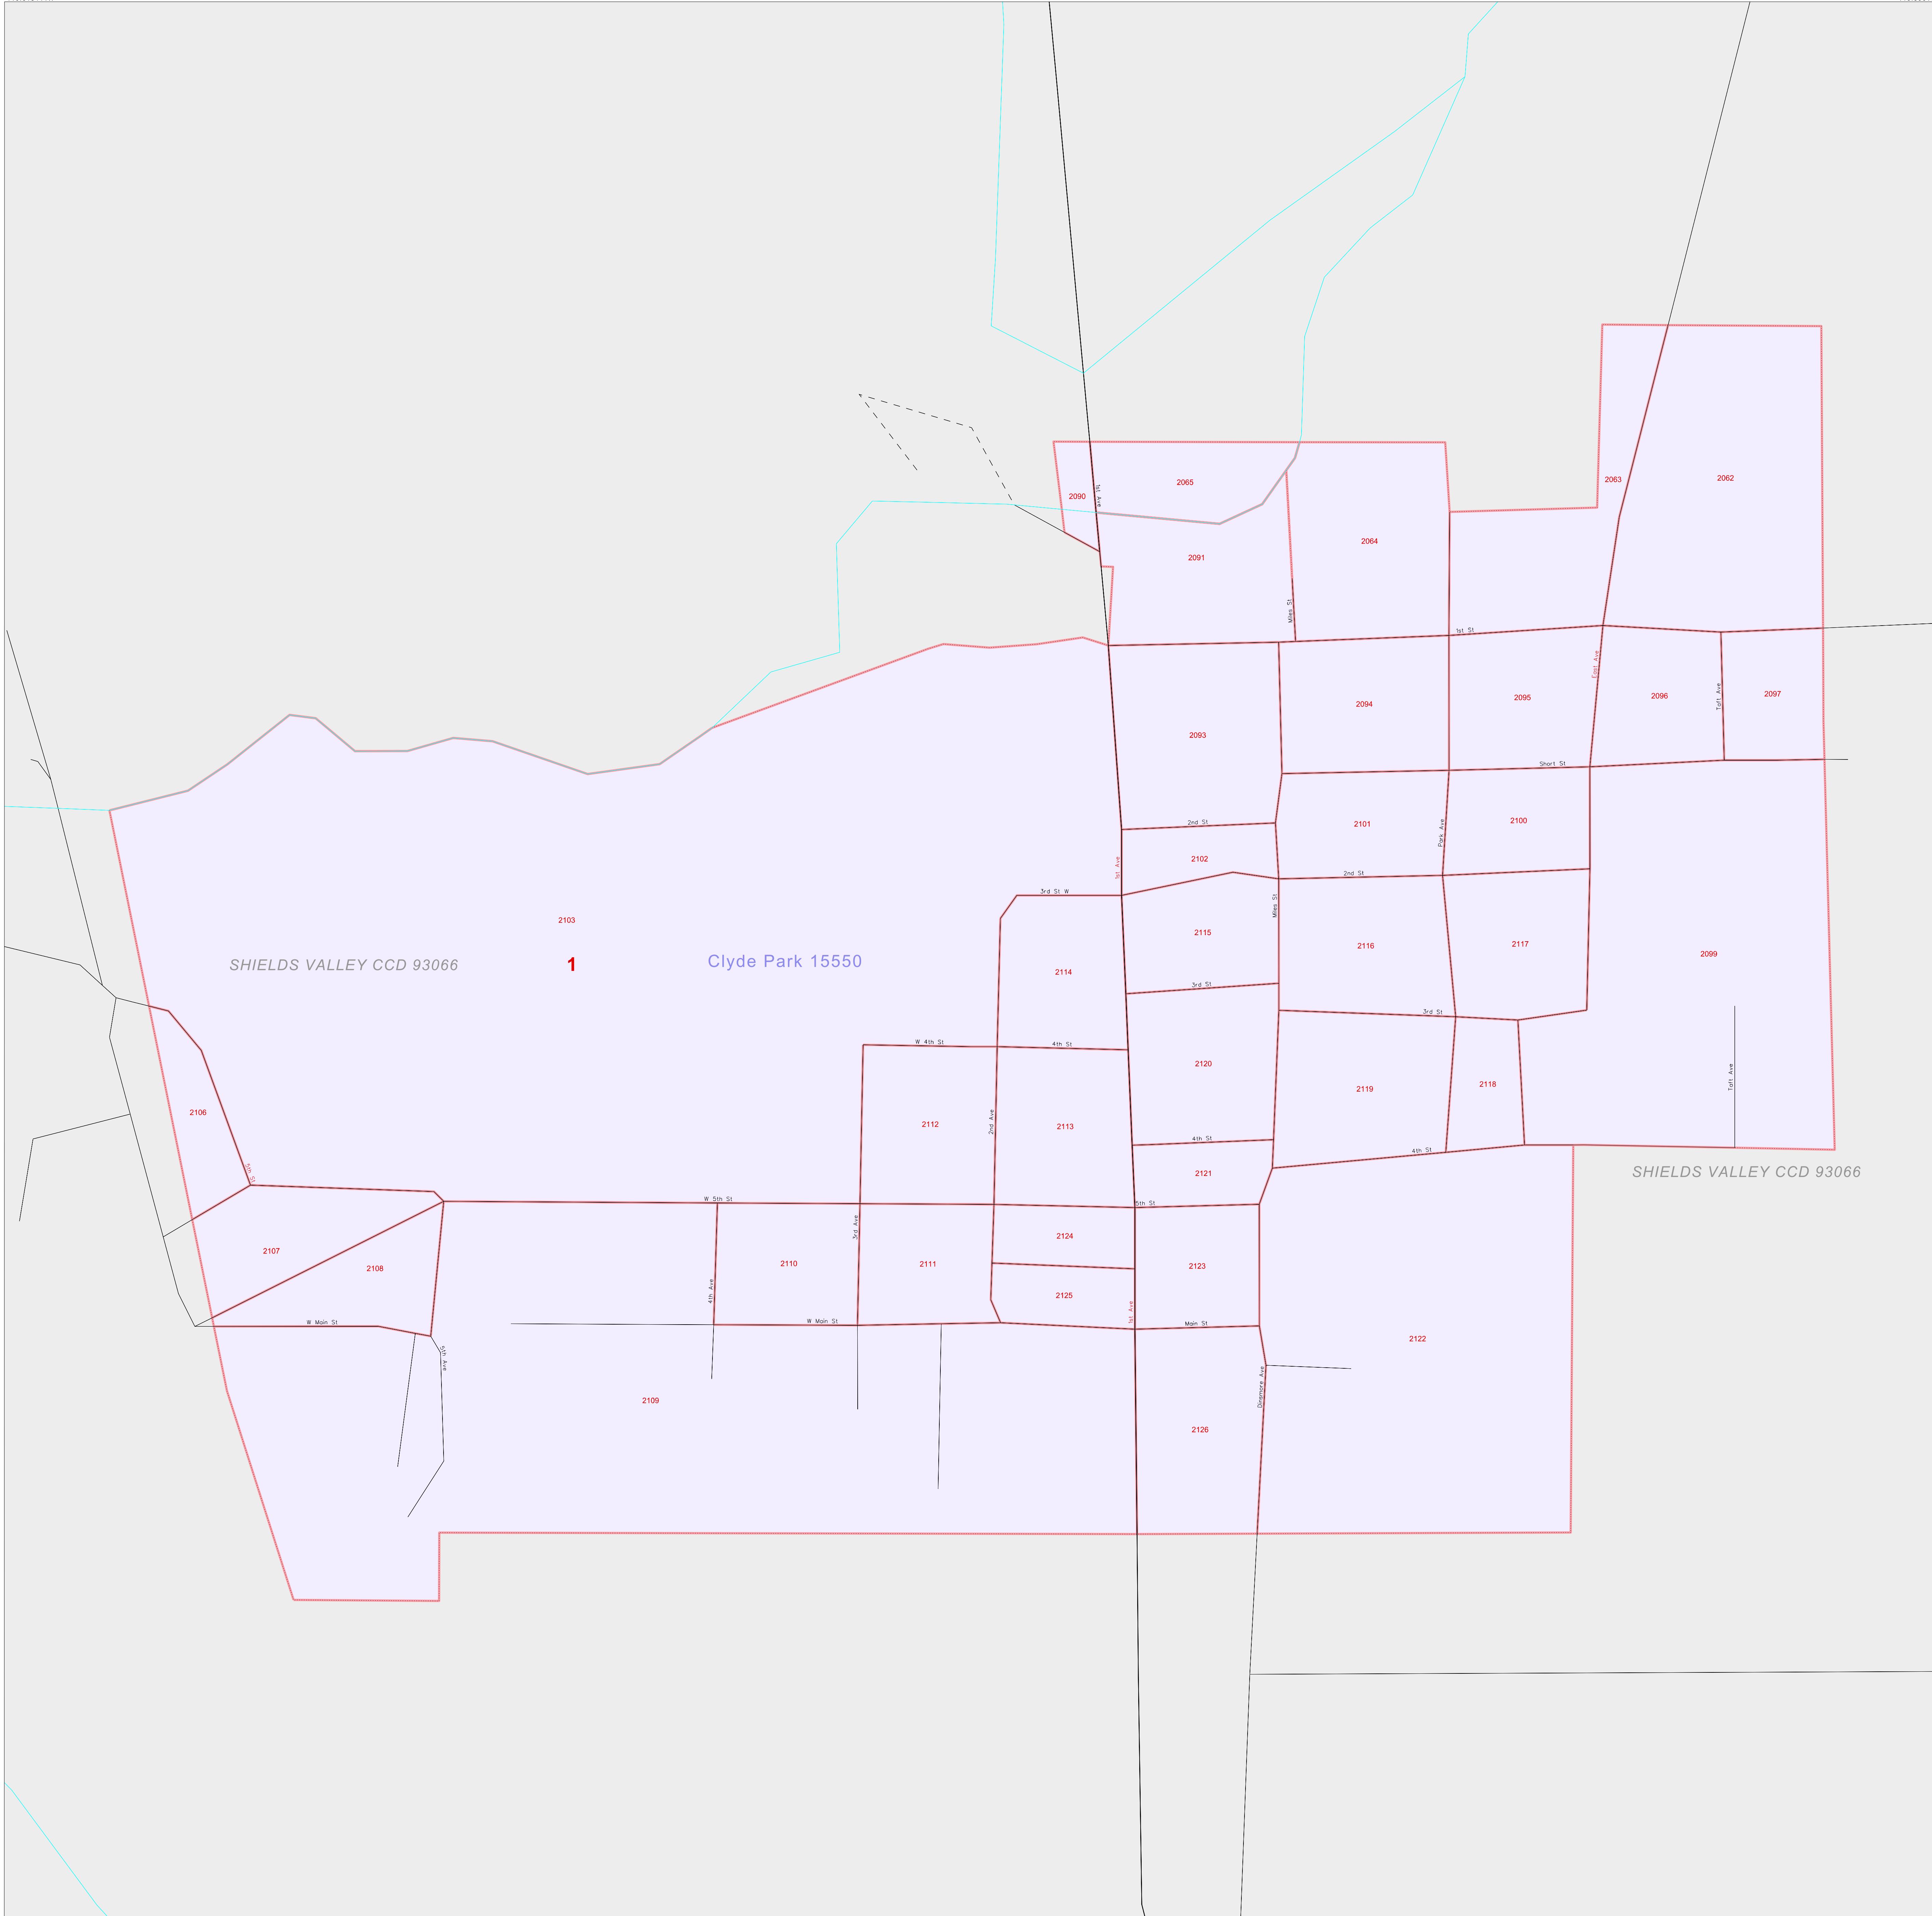 2063
2062
2065
2090
1st Ave
2064
2091
Miles St
1st St
East Ave
2096
2097
Taft Ave
2095
2094
2093
Short St
2nd St
2101
Park Ave
2100
2102
1st Ave
2nd St
3rd St W
Miles St
2103
2115
2116
2117
2099
SHIELDS VALLEY CCD 93066
1
Clyde Park 15550
2114
3rd St
3rd St
W 4th St
4th St
2120
2119
2118
Taft Ave
2106
2112
2nd Ave
2113
4th St
4th St
5th St
2121
SHIELDS VALLEY CCD 93066
W 5th St
5th St
3rd Ave
2124
2107
2108
2110
2111
2123
4th Ave
2125
1st Ave
W Main St
W Main St
Main St
2122
5th Ave
2109
Dinsmore Ave
2126